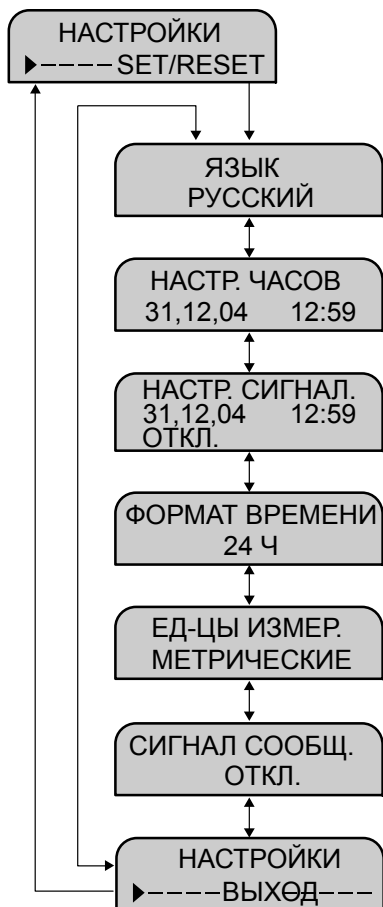 НАСТРОЙКИ
▶----SET/RESET
ЯЗЫК
РУССКИЙ
НАСТР. ЧАСОВ
31,12,04 12:59
НАСТР. СИГНАЛ.
31,12,04 12:59
ОТКЛ.
ФОРМАТ ВРЕМЕНИ
24 Ч
ЕД-ЦЫ ИЗМЕР.
МЕТРИЧЕСКИЕ
СИГНАЛ СООБЩ.
ОТКЛ.
НАСТРОЙКИ
▶----ВЫХОД---